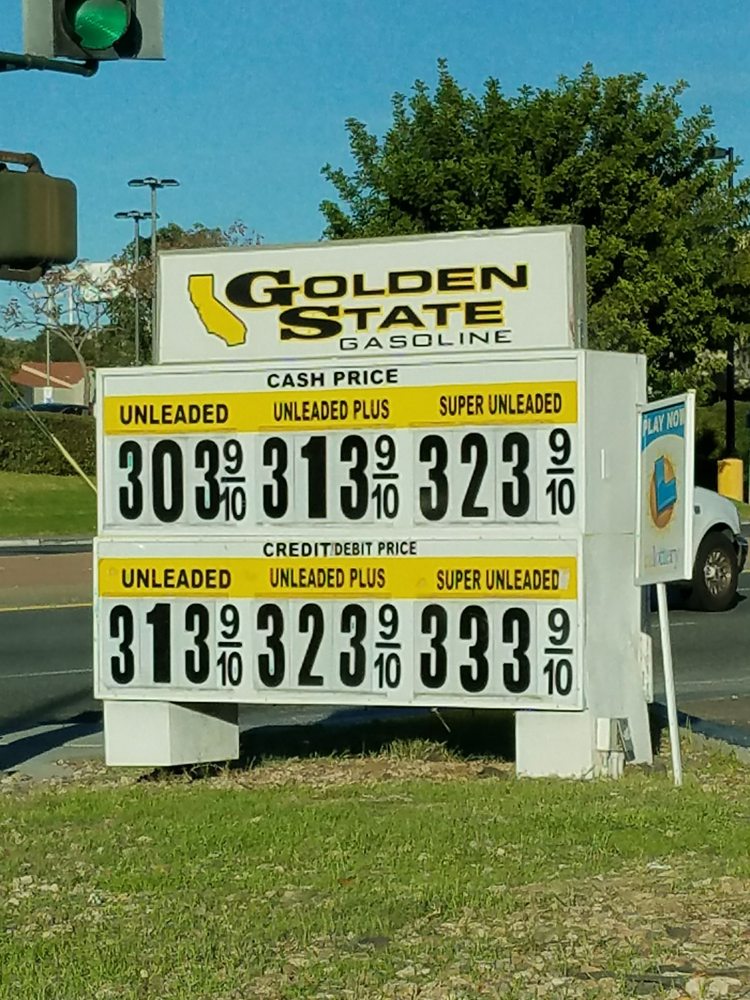 GOLDEN
STATE
GASOLINE
CASH PRICE
UNLEADED UNLEADED PLUS SUPER UNLEADED
303 9/10 313 9/10 323 9/10
CREDIT/DEBIT PRICE
UNLEADED UNLEADED PLUS SUPER UNLEADED
313 9/10 323 9/10 333 9/10
PLAY NOW
lottery